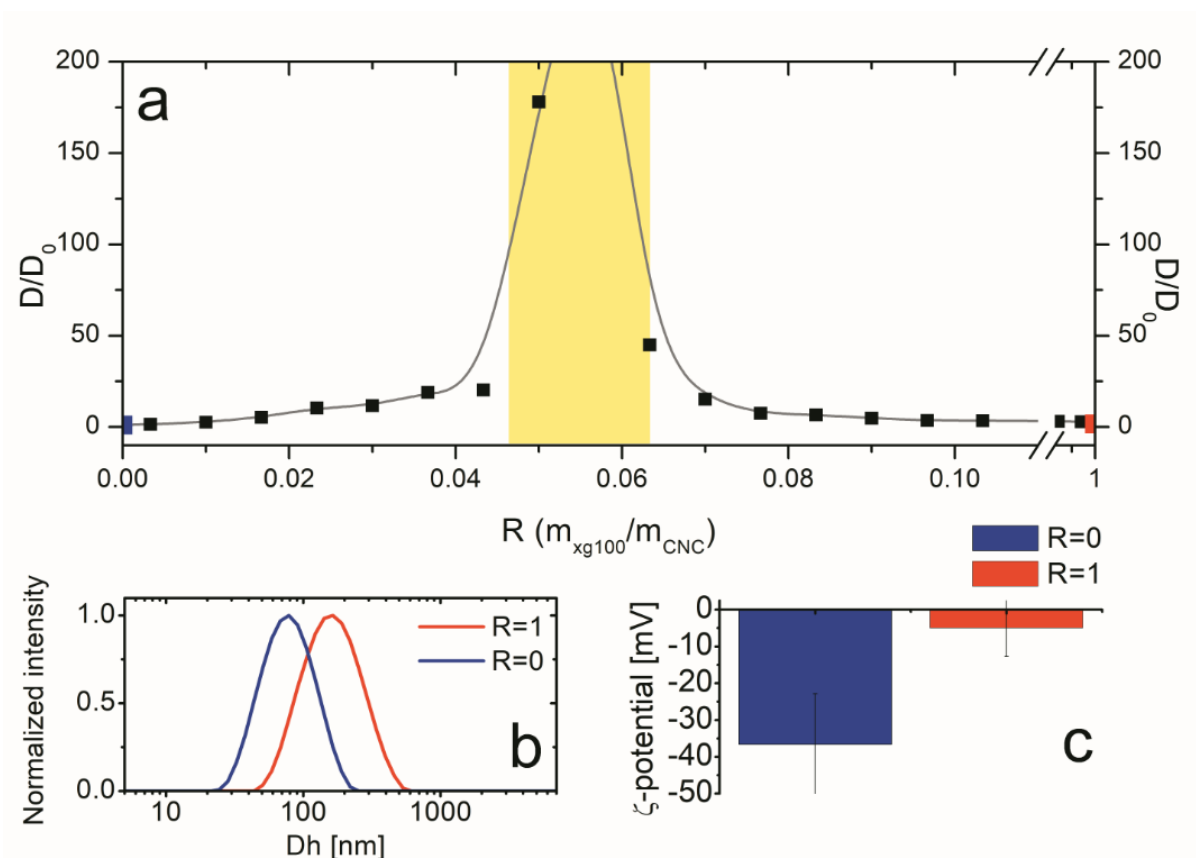 a
200 200
150 150
100 100
50 50
0 0
D/D0
D/D0
0.00 0.02 0.04 0.06 0.08 0.10 1
R (mxg100/mCNC)
R=0
R=1
b
1.0
0.5
0.0
Normalized intensity
R=1
R=0
10 100 1000
Dh [nm]
c
0
-10
-20
-30
-40
-50
ζ-potential [mV]